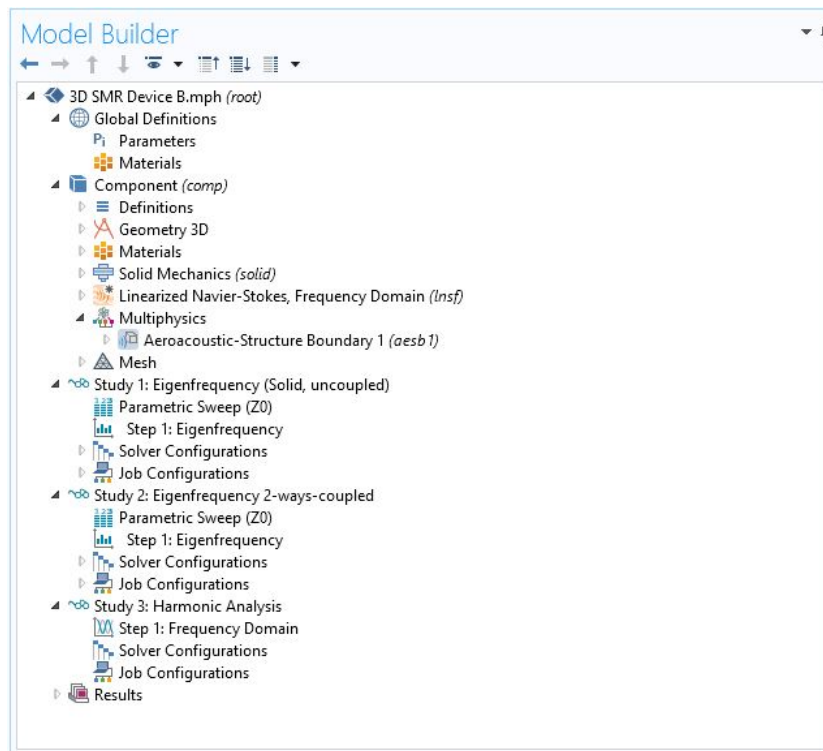 Model Builder
3D SMR Device B.mph (root)
Global Definitions
Pi Parameters
Materials
Component (comp)
Definitions
Geometry 3D
Materials
Solid Mechanics (solid)
Linearized Navier-Stokes, Frequency Domain (lnsf)
Multiphysics
Aeroacoustic-Structure Boundary 1 (aesb1)
Mesh
Study 1: Eigenfrequency (Solid, uncoupled)
Parametric Sweep (Z0)
Step 1: Eigenfrequency
Solver Configurations
Job Configurations
Study 2: Eigenfrequency 2-ways-coupled
Parametric Sweep (Z0)
Step 1: Eigenfrequency
Solver Configurations
Job Configurations
Study 3: Harmonic Analysis
Step 1: Frequency Domain
Solver Configurations
Job Configurations
Results